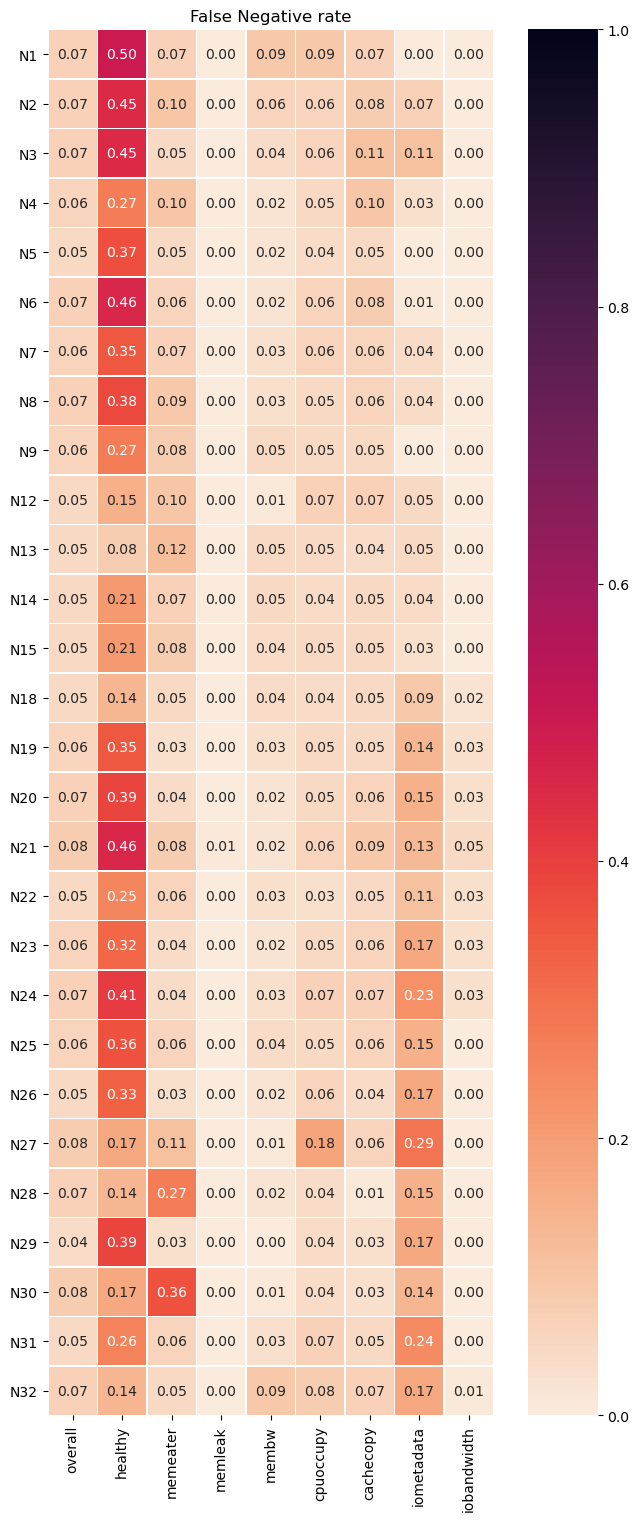 False Negative rate
N1 0.07 0.50 0.07 0.00 0.09 0.09 0.07 0.00 0.00
N2 0.07 0.45 0.10 0.00 0.06 0.06 0.08 0.07 0.00
N3 0.07 0.45 0.05 0.00 0.04 0.06 0.11 0.11 0.00
N4 0.06 0.27 0.10 0.00 0.02 0.05 0.10 0.03 0.00
N5 0.05 0.37 0.05 0.00 0.02 0.04 0.05 0.00 0.00
N6 0.07 0.46 0.06 0.00 0.02 0.06 0.08 0.01 0.00
N7 0.06 0.35 0.07 0.00 0.03 0.06 0.06 0.04 0.00
N8 0.07 0.38 0.09 0.00 0.03 0.05 0.06 0.04 0.00
N9 0.06 0.27 0.08 0.00 0.05 0.05 0.05 0.00 0.00
N12 0.05 0.15 0.10 0.00 0.01 0.07 0.07 0.05 0.00
N13 0.05 0.08 0.12 0.00 0.05 0.05 0.04 0.05 0.00
N14 0.05 0.21 0.07 0.00 0.05 0.04 0.05 0.04 0.00
N15 0.05 0.21 0.08 0.00 0.04 0.05 0.05 0.03 0.00
N18 0.05 0.14 0.05 0.00 0.04 0.04 0.05 0.09 0.02
N19 0.06 0.35 0.03 0.00 0.03 0.05 0.05 0.14 0.03
N20 0.07 0.39 0.04 0.00 0.02 0.05 0.06 0.15 0.03
N21 0.08 0.46 0.08 0.01 0.02 0.06 0.09 0.13 0.05
N22 0.05 0.25 0.06 0.00 0.03 0.03 0.05 0.11 0.03
N23 0.06 0.32 0.04 0.00 0.02 0.05 0.06 0.17 0.03
N24 0.07 0.41 0.04 0.00 0.03 0.07 0.07 0.23 0.03
N25 0.06 0.36 0.06 0.00 0.04 0.05 0.06 0.15 0.00
N26 0.05 0.33 0.03 0.00 0.02 0.06 0.04 0.17 0.00
N27 0.08 0.17 0.11 0.00 0.01 0.18 0.06 0.29 0.00
N28 0.07 0.14 0.27 0.00 0.02 0.04 0.01 0.15 0.00
N29 0.04 0.39 0.03 0.00 0.00 0.04 0.03 0.17 0.00
N30 0.08 0.17 0.36 0.00 0.01 0.04 0.03 0.14 0.00
N31 0.05 0.26 0.06 0.00 0.03 0.07 0.05 0.24 0.00
N32 0.07 0.14 0.05 0.00 0.09 0.08 0.07 0.17 0.01
overall healthy memeater memleak membw cpuoccupy cachecopy iometadata iobandwidth
1.0
0.8
0.6
0.4
0.2
0.0